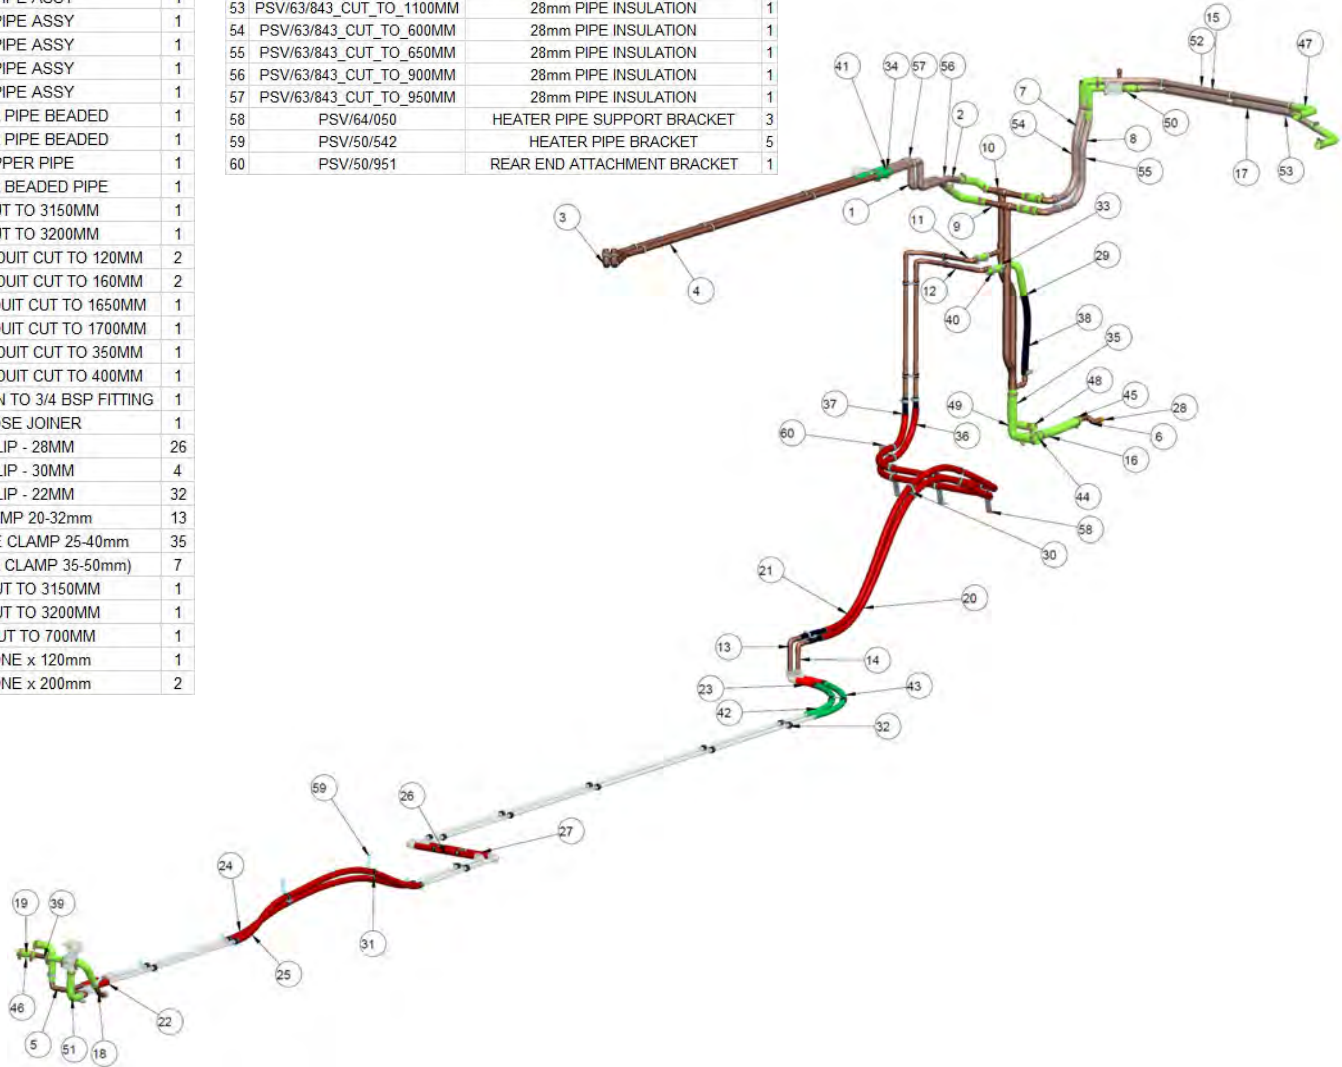 PIPE ASSY 1
PIPE ASSY 1
PIPE ASSY 1
PIPE ASSY 1
PIPE ASSY 1
PIPE BEADED 1
PIPE BEADED 1
PPER PIPE 1
BEADED PIPE 1
UT TO 3150MM 1
UT TO 3200MM 1
DUIT CUT TO 120MM 2
DUIT CUT TO 160MM 2
UIT CUT TO 1650MM 1
UIT CUT TO 1700MM 1
DUIT CUT TO 350MM 1
DUIT CUT TO 400MM 1
N TO 3/4 BSP FITTING 1
OSE JOINER 1
LIP - 28MM 26
LIP - 30MM 4
LIP - 22MM 32
MP 20-32mm 13
E CLAMP 25-40mm 35
CLAMP 35-50mm) 7
UT TO 3150MM 1
UT TO 3200MM 1
UT TO 700MM 1
ONE x 120mm 1
ONE x 200mm 2
53 PSV/63/843_CUT_TO_1100MM 28mm PIPE INSULATION 1
54 PSV/63/843_CUT_TO_600MM 28mm PIPE INSULATION 1
55 PSV/63/843_CUT_TO_650MM 28mm PIPE INSULATION 1
56 PSV/63/843_CUT_TO_900MM 28mm PIPE INSULATION 1
57 PSV/63/843_CUT_TO_950MM 28mm PIPE INSULATION 1
58 PSV/64/050 HEATER PIPE SUPPORT BRACKET 3
59 PSV/50/542 HEATER PIPE BRACKET 5
60 PSV/50/951 REAR END ATTACHMENT BRACKET 1
15
52
47
41
34
57
56
2
7
54
50
8
10
55
17
53
1
3
9
33
11
29
12
4
40
38
35
48
45
28
37
49
36
6
60
16
44
58
30
21
20
13
14
23
43
42
32
59
26
27
24
19
39
31
25
46
22
5
51
18